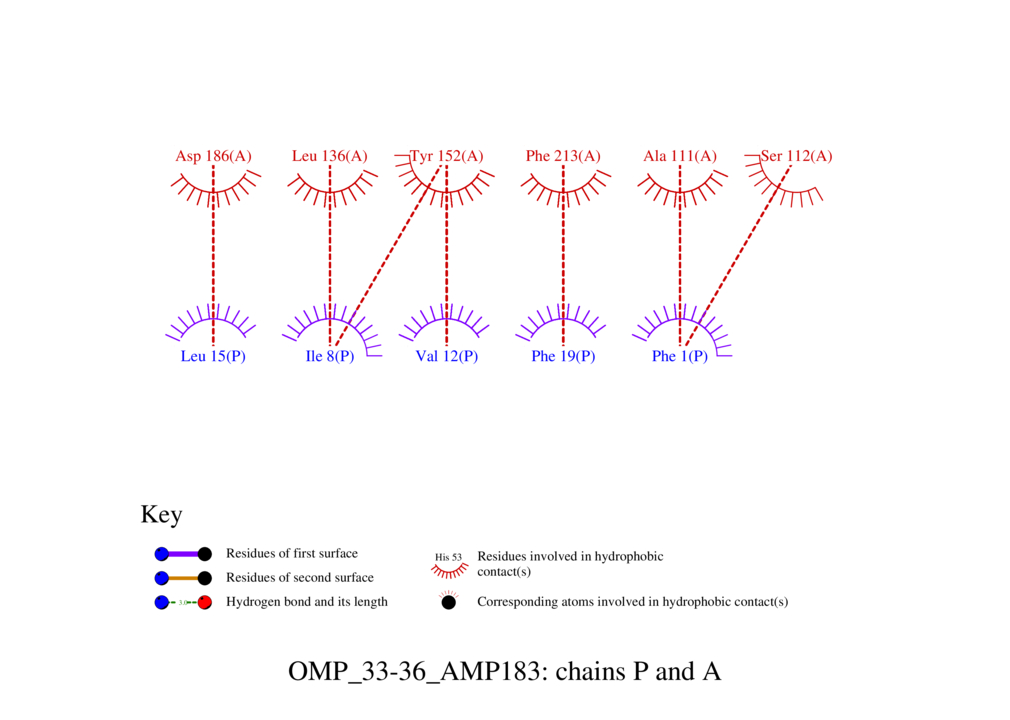 Asp 186(A) Leu 136(A) Tyr 152(A) Phe 213(A) Ala 111(A) Ser 112(A)
Leu 15(P) Ile 8(P) Val 12(P) Phe 19(P) Phe 1(P)
Key
Residues of first surface
Residues of second surface
3.0
Hydrogen bond and its length
His 53
Residues involved in hydrophobic
contact(s)
Corresponding atoms involved in hydrophobic contact(s)
OMP_33-36_AMP183: chains P and A